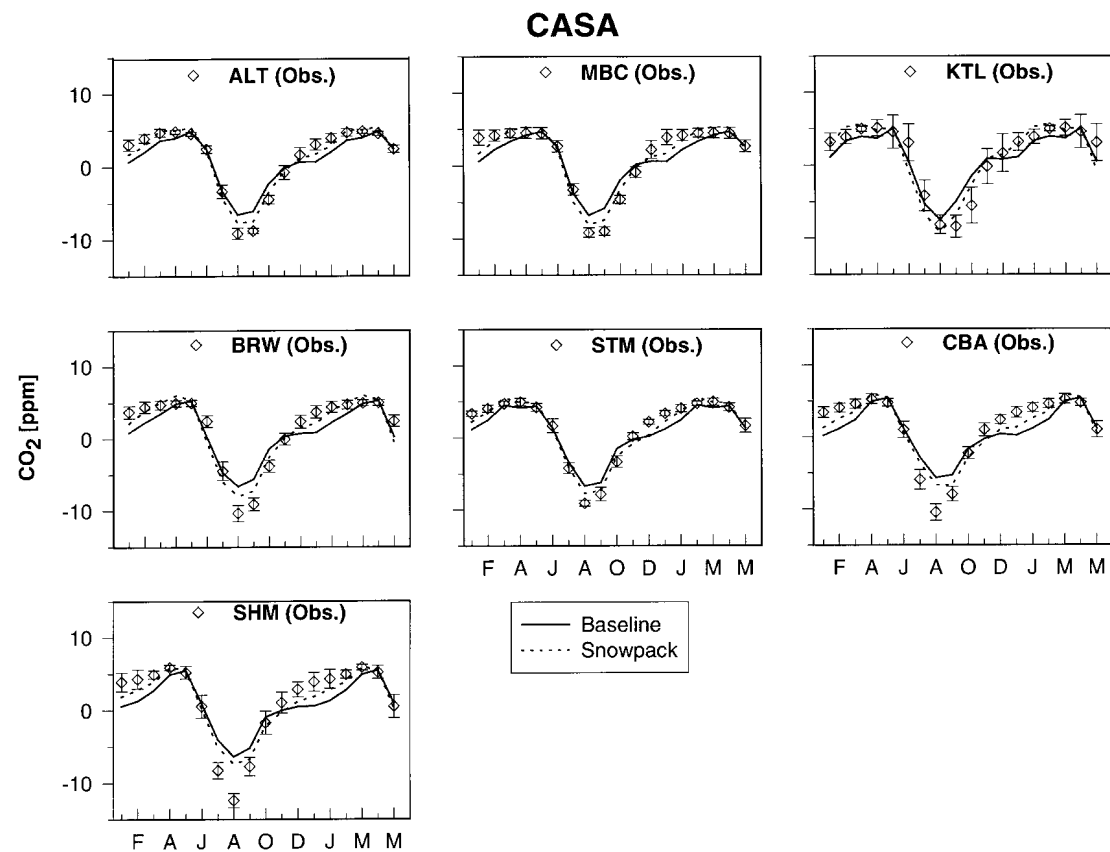 CASA
ALT (Obs.)
MBC (Obs.)
KTL (Obs.)
10
0
-10
BRW (Obs.)
STM (Obs.)
CBA (Obs.)
10
0
-10
CO2 [ppm]
F A J A O D J M M
F A J A O D J M M
SHM (Obs.)
Baseline
Snowpack
10
0
-10
F A J A O D J M M